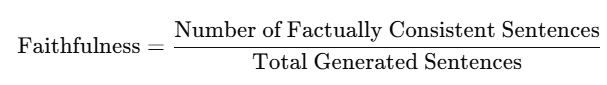 Faithfulness = Number of Factually Consistent Sentences
Total Generated Sentences